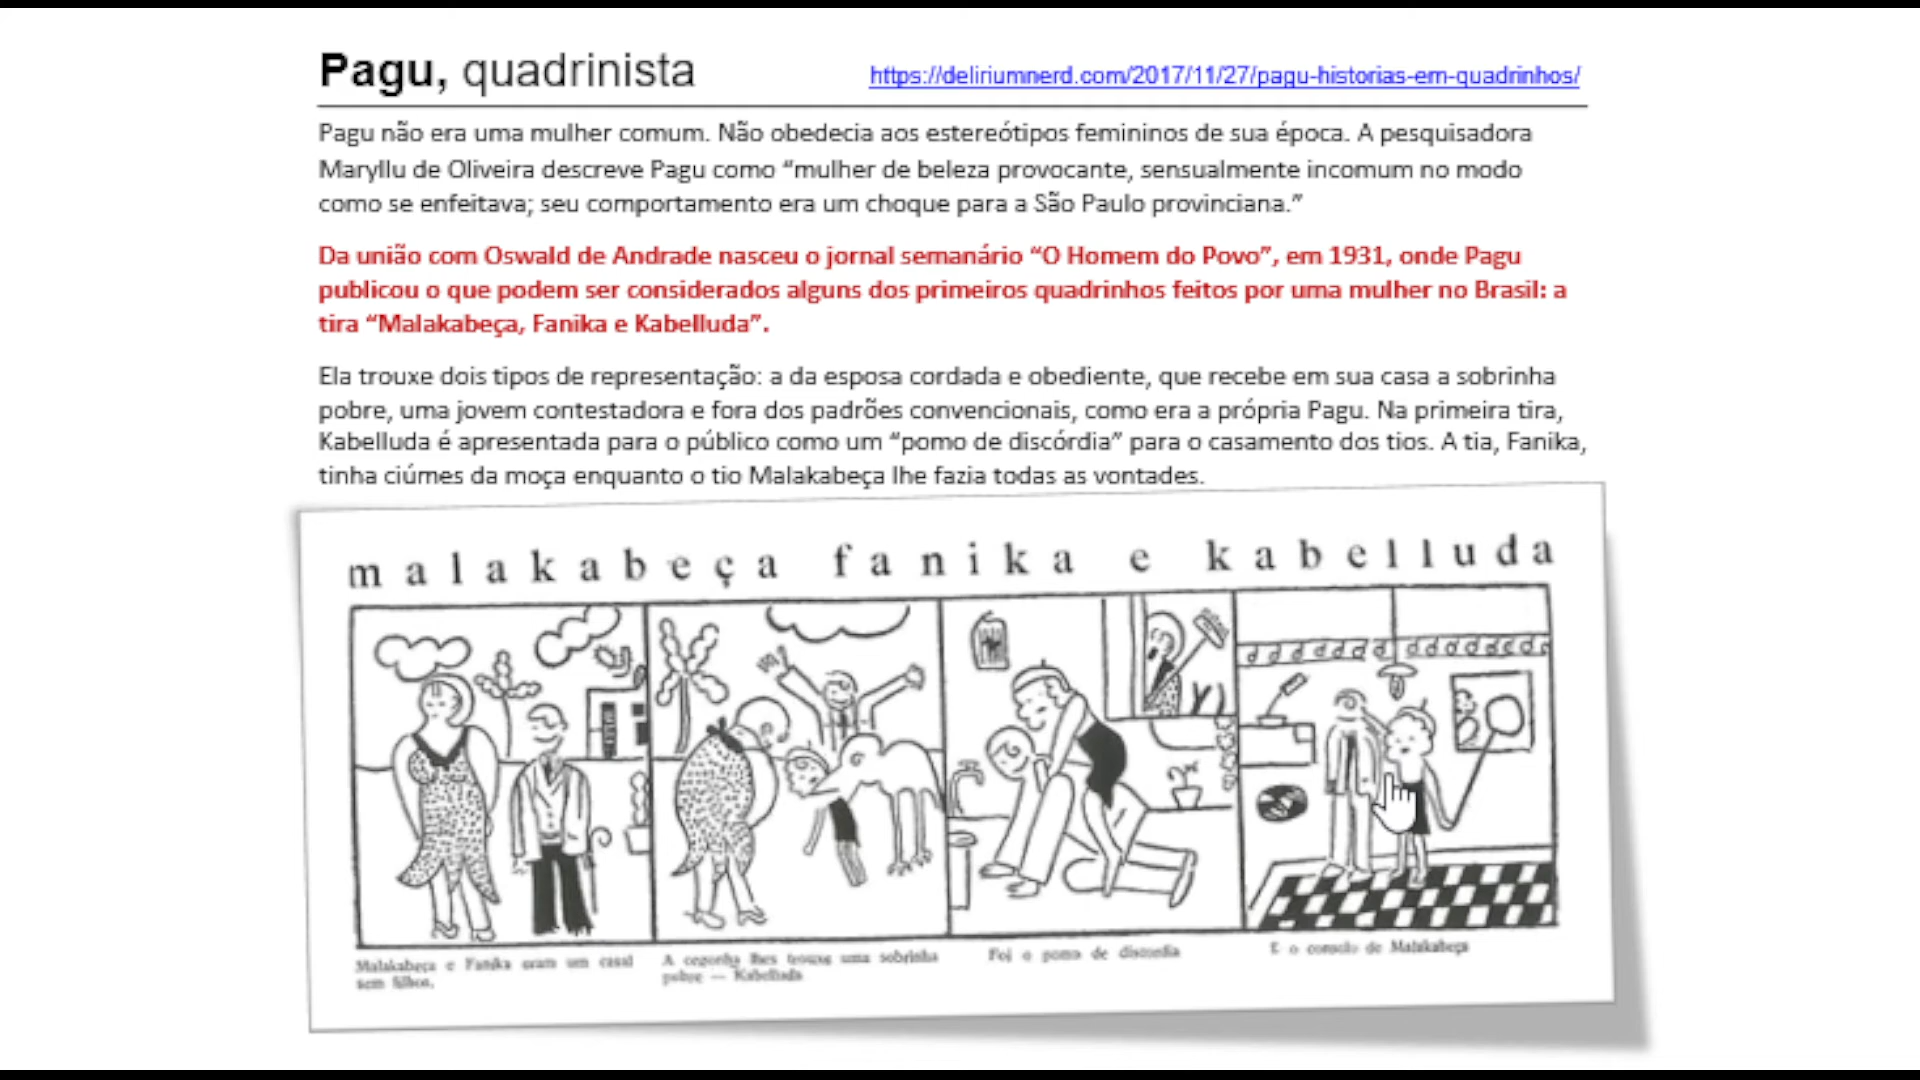 Pagu, quadrinista
https://deliriumnerd.com/2017/11/27/pagu-historias-em-quadrinhos/
Pagu não era uma mulher comum. Não obedecia aos estereótipos femininos de sua época. A pesquisadora
Maryllu de Oliveira descreve Pagu como “mulher de beleza provocante, sensualmente incomum no modo
como se enfeitava; seu comportamento era um choque para a São Paulo provinciana.”
Da união com Oswald de Andrade nasceu o jornal semanário “O Homem do Povo”, em 1931, onde Pagu
publicou o que podem ser considerados alguns dos primeiros quadrinhos feitos por uma mulher no Brasil: a
tira “Malakabeça, Fanika e Kabelluda”.
Ela trouxe dois tipos de representação: a da esposa cordada e obediente, que recebe em sua casa a sobrinha
pobre, uma jovem contestadora e fora dos padrões convencionais, como era a própria Pagu. Na primeira tira,
Kabelluda é apresentada para o público como um “pomo de discórdia” para o casamento dos tios. A tia, Fanika,
tinha ciúmes da moça enquanto o tio Malakabeça lhe fazia todas as vontades.
malakabeça fanika e kabelluda
Malakabeça e Fanika eram um casal
sem filhos.
A cegonha lhes trouxe uma sobrinha
pobre — Kabelluda
Foi o pomo de discordia
E o consolo de Malakabeça